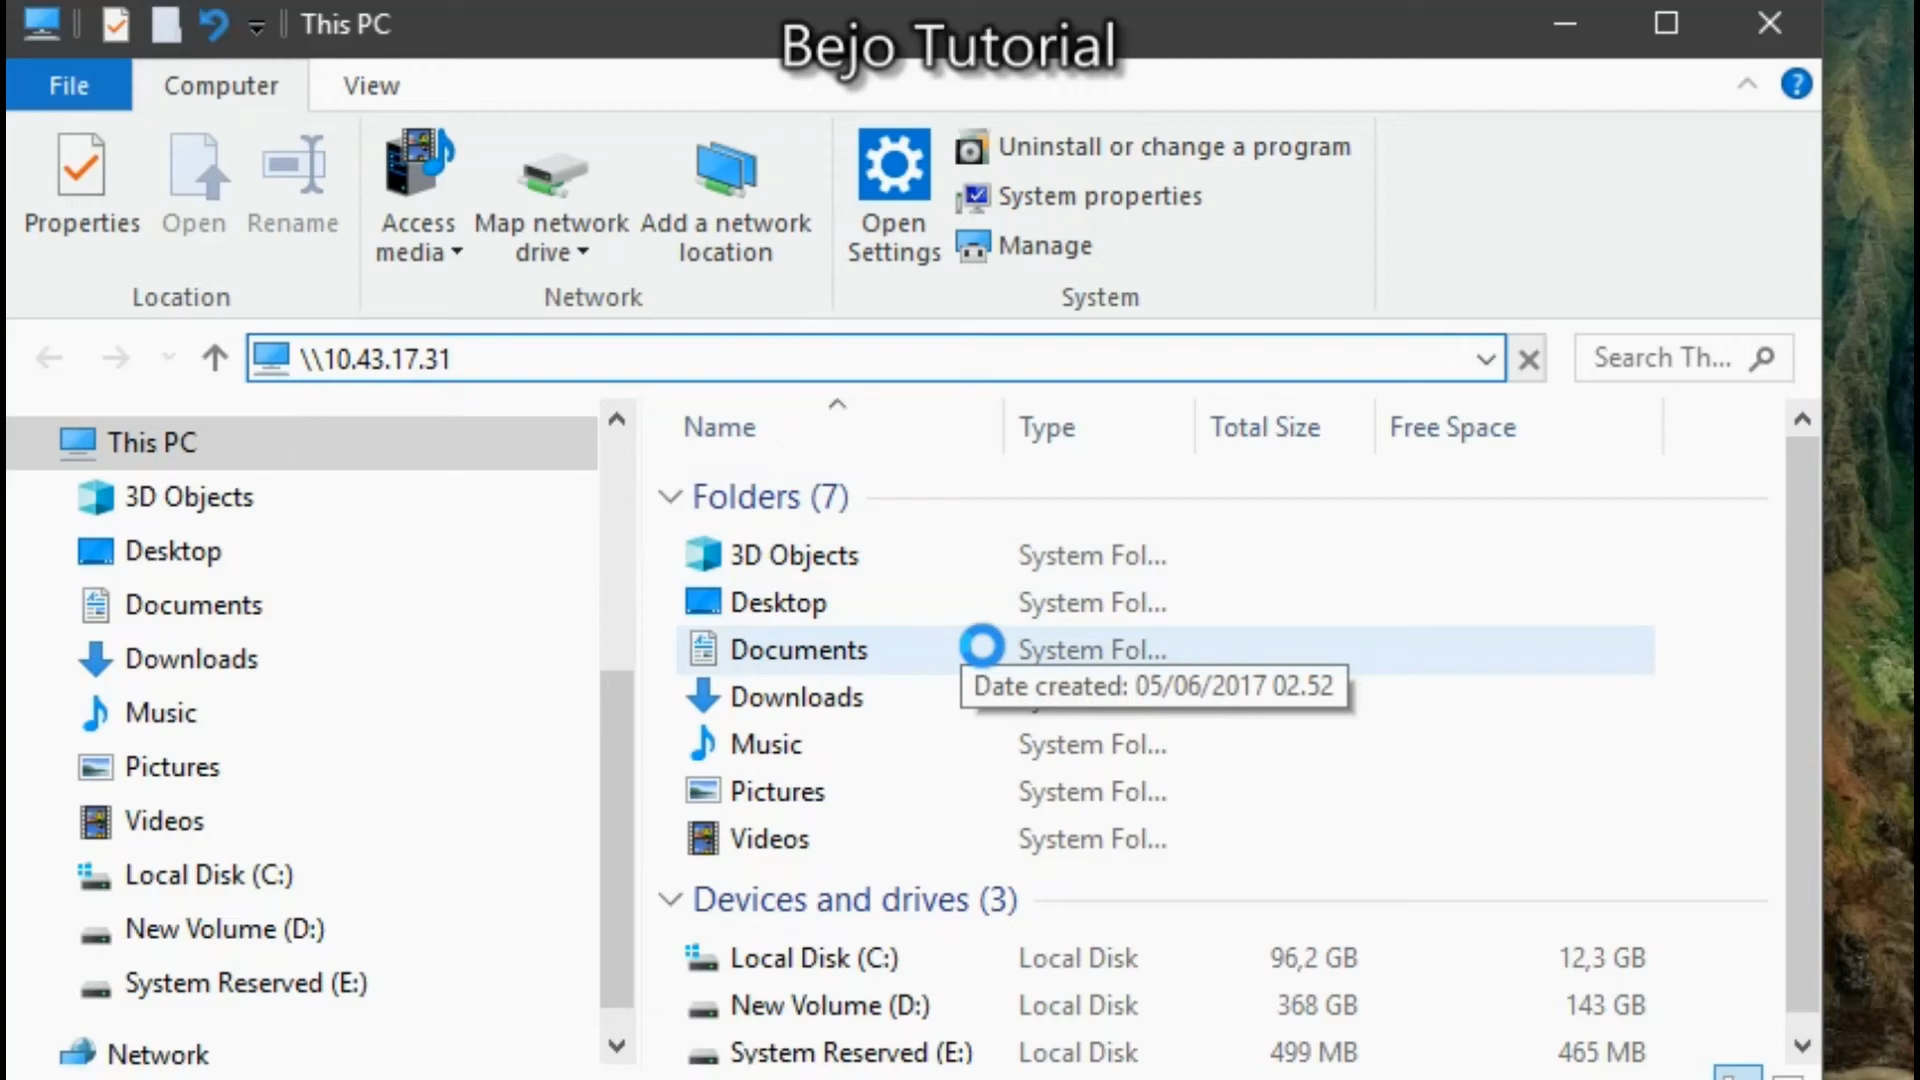 This PC
Bejo Tutorial
File
Computer
View
Properties
Open
Rename
Access media
Map network drive
Add a network location
Open Settings
Uninstall or change a program
System properties
Manage
Location
Network
System
\\10.43.17.31
Search Th...
This PC
3D Objects
Desktop
Documents
Downloads
Music
Pictures
Videos
Local Disk (C:)
New Volume (D:)
System Reserved (E:)
Network
Name Type Total Size Free Space
Folders (7)
3D Objects System Fol...
Desktop System Fol...
Documents System Fol...
Date created: 05/06/2017 02.52
Downloads
Music System Fol...
Pictures System Fol...
Videos System Fol...
Devices and drives (3)
Local Disk (C:) Local Disk 96,2 GB 12,3 GB
New Volume (D:) Local Disk 368 GB 143 GB
System Reserved (E:) Local Disk 499 MB 465 MB